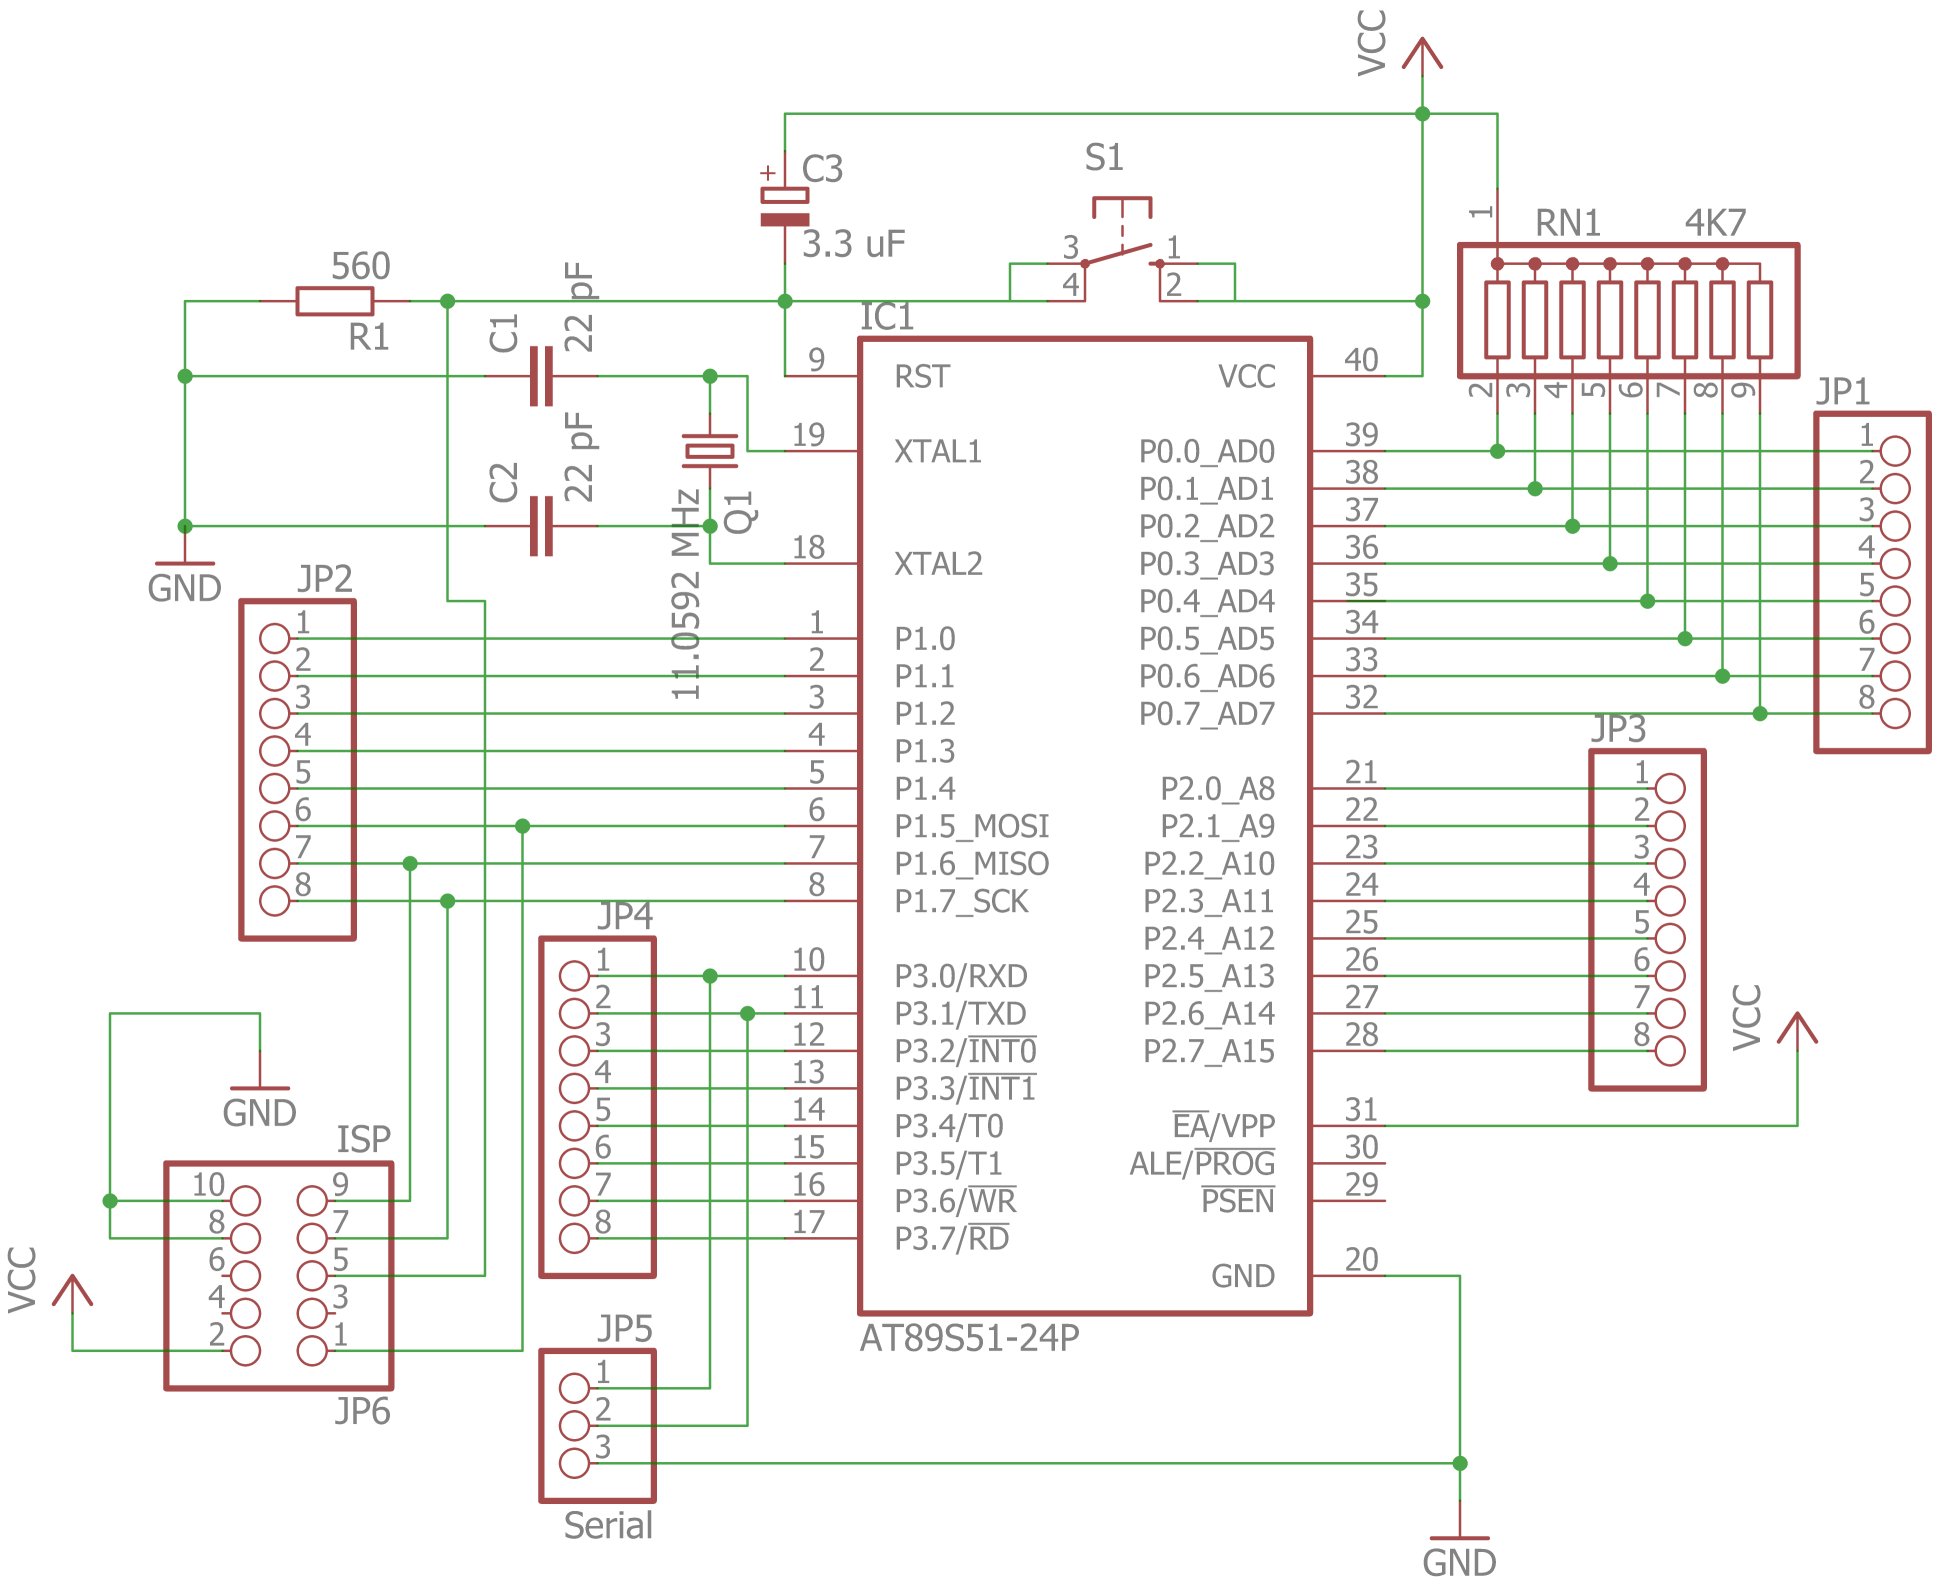 VCC
C3
+
3.3 uF
S1
3
1
4
2
1
RN1
4K7
2
3
4
5
6
7
8
9
560
R1
C1
22 pF
C2
22 pF
11.0592 MHz
Q1
GND
IC1
9
RST
VCC
40
19
XTAL1
18
XTAL2
P0.0_AD0
39
P0.1_AD1
38
P0.2_AD2
37
P0.3_AD3
36
P0.4_AD4
35
P0.5_AD5
34
P0.6_AD6
33
P0.7_AD7
32
JP1
1
2
3
4
5
6
7
8
JP2
1
2
3
4
5
6
7
8
1
P1.0
2
P1.1
3
P1.2
4
P1.3
5
P1.4
6
P1.5_MOSI
7
P1.6_MISO
8
P1.7_SCK
P2.0_A8
21
P2.1_A9
22
P2.2_A10
23
P2.3_A11
24
P2.4_A12
25
P2.5_A13
26
P2.6_A14
27
P2.7_A15
28
JP3
1
2
3
4
5
6
7
8
VCC
JP4
1
2
3
4
5
6
7
8
10
P3.0/RXD
11
P3.1/TXD
12
P3.2/INT0
13
P3.3/INT1
14
P3.4/T0
15
P3.5/T1
16
P3.6/WR
17
P3.7/RD
EA/VPP
31
ALE/PROG
30
PSEN
29
GND
20
AT89S51-24P
GND
ISP
10
9
8
7
6
5
4
3
2
1
JP6
VCC
JP5
1
2
3
Serial
GND